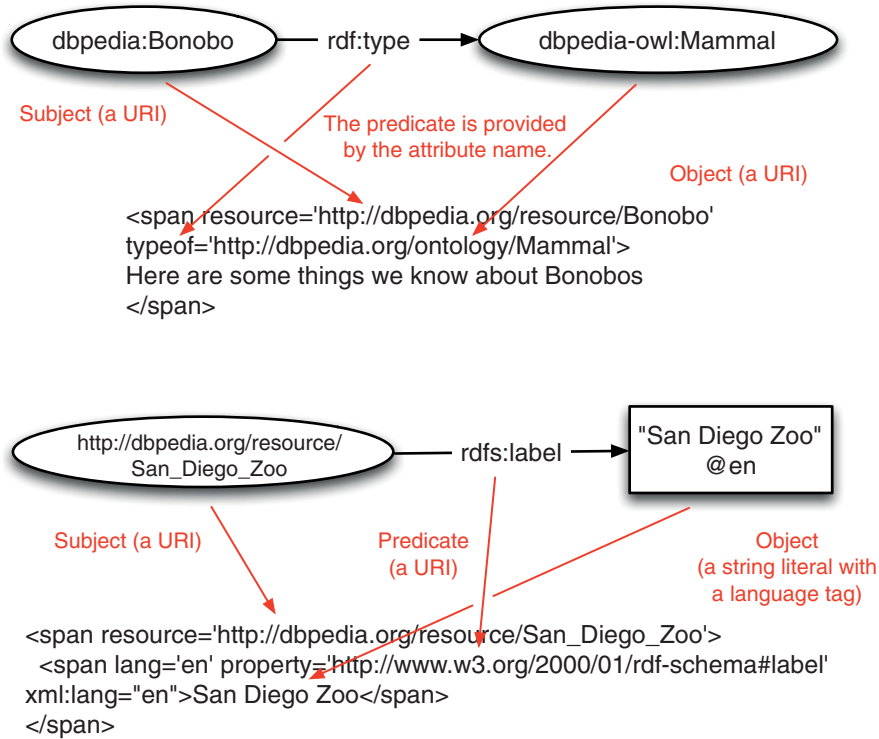 dbpedia:Bonobo rdf:type dbpedia-owl:Mammal
Subject (a URI)
The predicate is provided
by the attribute name.
Object (a URI)
<span resource='http://dbpedia.org/resource/Bonobo'
typeof='http://dbpedia.org/ontology/Mammal'>
Here are some things we know about Bonobos
</span>
http://dbpedia.org/resource/
San_Diego_Zoo
rdfs:label
"San Diego Zoo"
@en
Subject (a URI)
Predicate
(a URI)
Object
(a string literal with
a language tag)
<span resource='http://dbpedia.org/resource/San_Diego_Zoo'>
<span lang='en' property='http://www.w3.org/2000/01/rdf-schema#label'
xml:lang="en">San Diego Zoo</span>
</span>